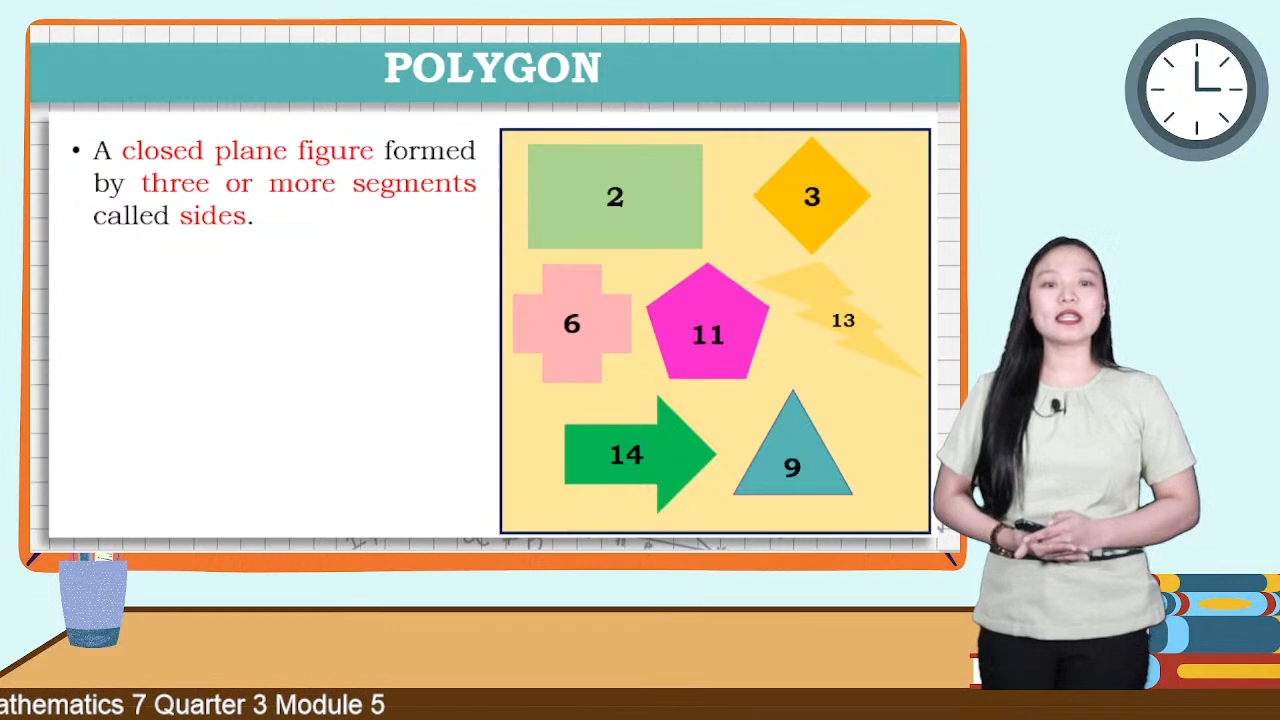 POLYGON
• A closed plane figure formed
by three or more segments
called sides.
2
3
6
11
13
14
9
athematics 7 Quarter 3 Module 5